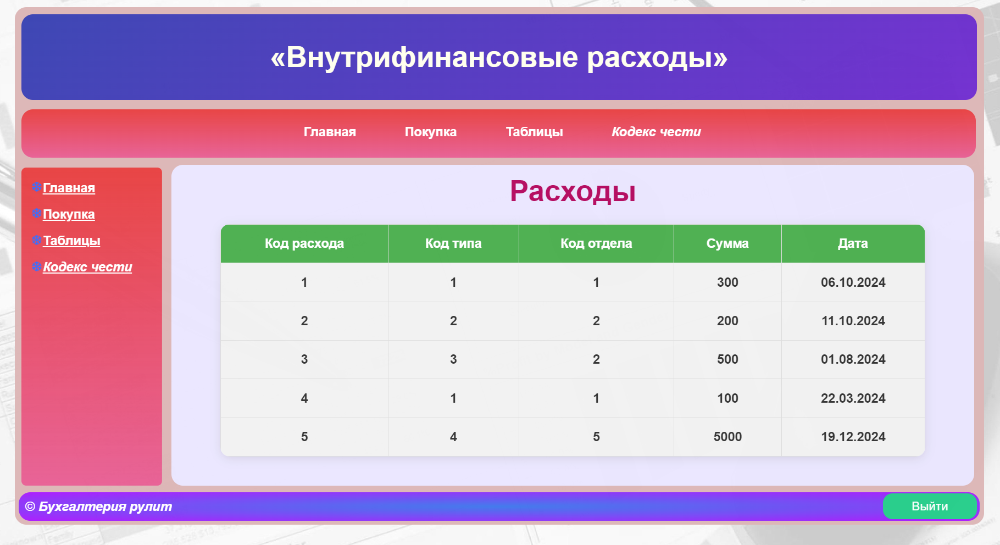 «Внутрифинансовые расходы»
Главная Покупка Таблицы Кодекс чести
Главная
Покупка
Таблицы
Кодекс чести
Расходы
Код расхода Код типа Код отдела Сумма Дата
1 1 1 300 06.10.2024
2 2 2 200 11.10.2024
3 3 2 500 01.08.2024
4 1 1 100 22.03.2024
5 4 5 5000 19.12.2024
© Бухгалтерия рулит
Выйти